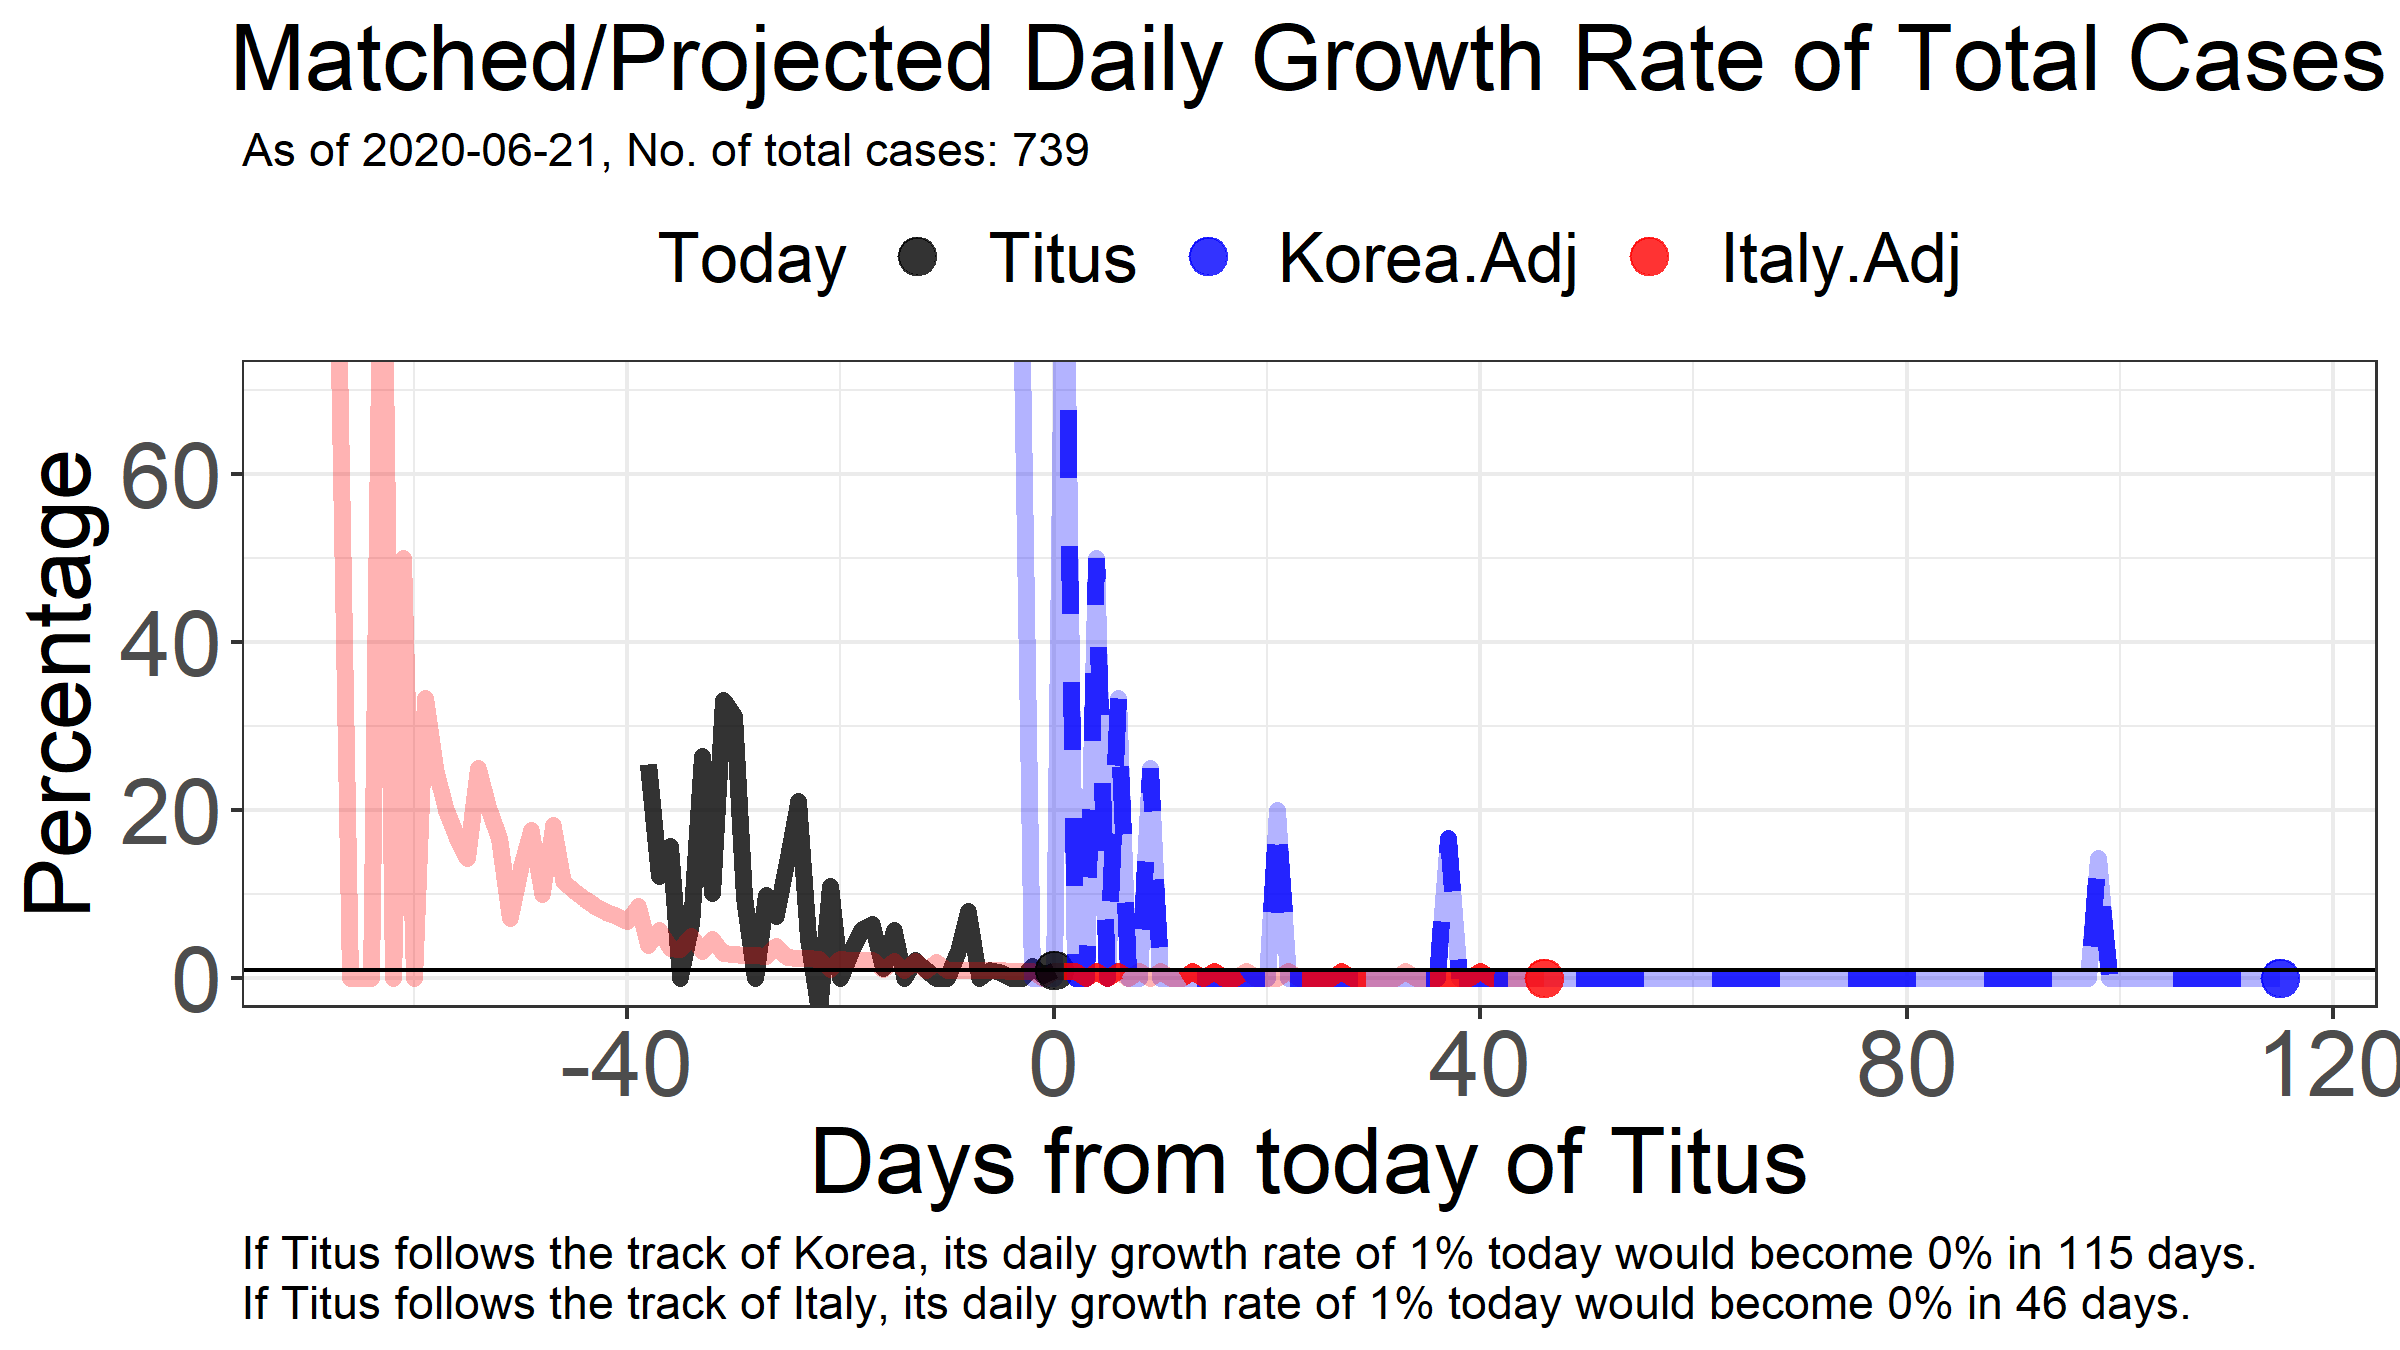 Matched/Projected Daily Growth Rate of Total Cases
As of 2020-06-21, No. of total cases: 739
Today Titus Korea.Adj Italy.Adj
Percentage
60
40
20
0
-40 0 40 80 120
Days from today of Titus
If Titus follows the track of Korea, its daily growth rate of 1% today would become 0% in 115 days.
If Titus follows the track of Italy, its daily growth rate of 1% today would become 0% in 46 days.